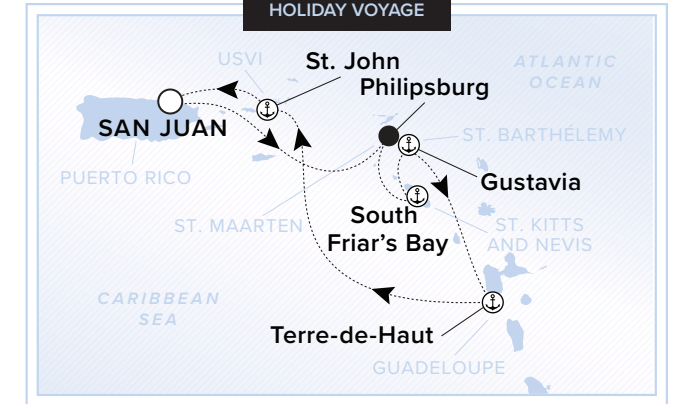 HOLIDAY VOYAGE
USVI
St. John
ATLANTIC
OCEAN
Philipsburg
SAN JUAN
ST. BARTHÉLEMY
PUERTO RICO
Gustavia
South
Friar's Bay
ST. MAARTEN
ST. KITTS
AND NEVIS
CARIBBEAN
SEA
Terre-de-Haut
GUADELOUPE